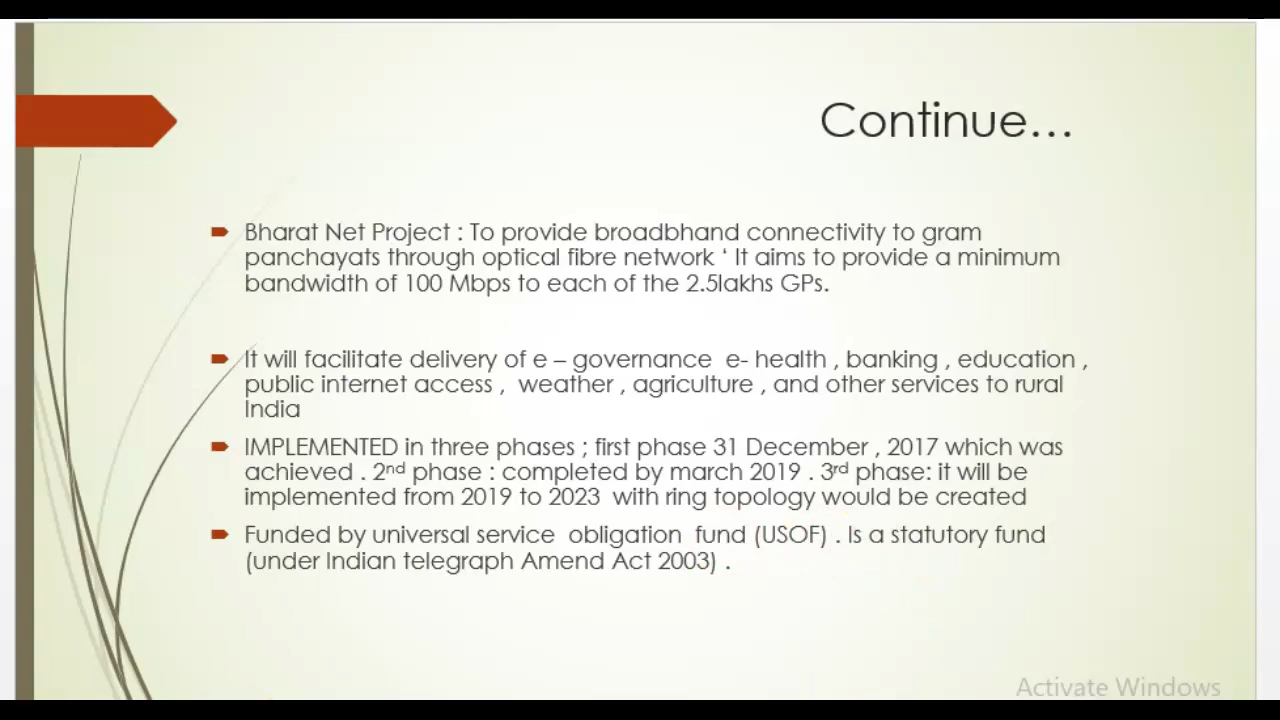 Continue...
Bharat Net Project : To provide broadbhand connectivity to gram
panchayats through optical fibre network ‘ It aims to provide a minimum
bandwidth of 100 Mbps to each of the 2.5lakhs GPs.
It will facilitate delivery of e – governance e- health , banking , education ,
public internet access , weather , agriculture , and other services to rural
India
IMPLEMENTED in three phases ; first phase 31 December , 2017 which was
achieved . 2nd phase : completed by march 2019 . 3rd phase: it will be
implemented from 2019 to 2023 with ring topology would be created
Funded by universal service obligation fund (USOF) . Is a statutory fund
(under Indian telegraph Amend Act 2003) .
Activate Windows